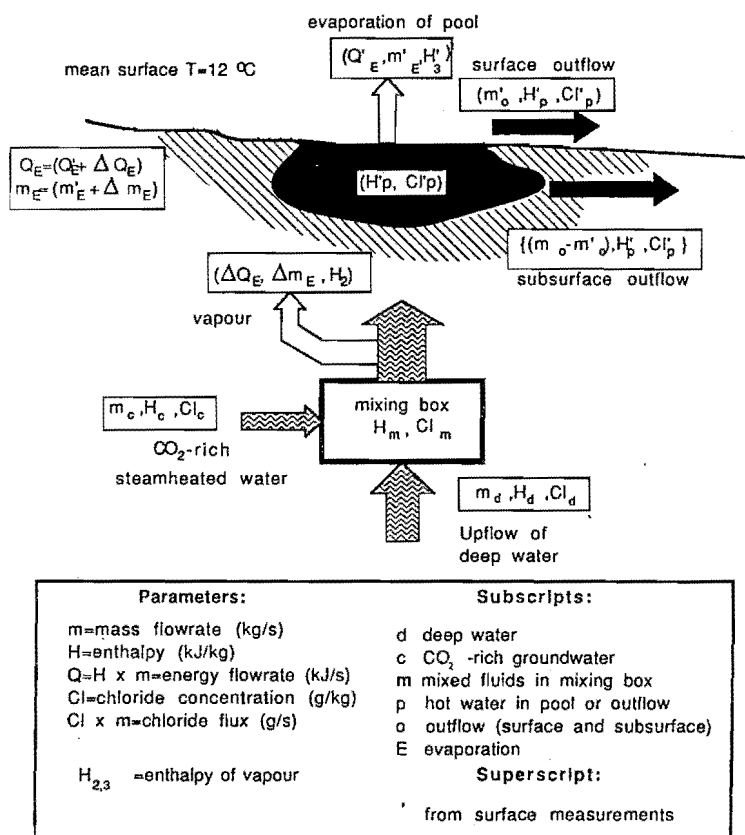 evaporation of pool
(Q'E, m'E, H'3)
mean surface T=12 °C
surface outflow
(m'o, H'p, Cl'p)
QE=(Q'E+ Δ QE)
mE=(m'E + Δ mE)
(H'p, Cl'p)
{(mo-m'o), H'p, Cl'p}
subsurface outflow
(ΔQE, ΔmE, H2)
vapour
mc, Hc, Clc
CO2-rich
steamheated water
mixing box
Hm, Clm
md, Hd, Cld
Upflow of
deep water
Parameters:
m=mass flowrate (kg/s)
H=enthalpy (kJ/kg)
Q=H x m=energy flowrate (kJ/s)
Cl=chloride concentration (g/kg)
Cl x m=chloride flux (g/s)
H2,3 =enthalpy of vapour
Subscripts:
d deep water
c CO2 -rich groundwater
m mixed fluids in mixing box
p hot water in pool or outflow
o outflow (surface and subsurface)
E evaporation
Superscript:
' from surface measurements